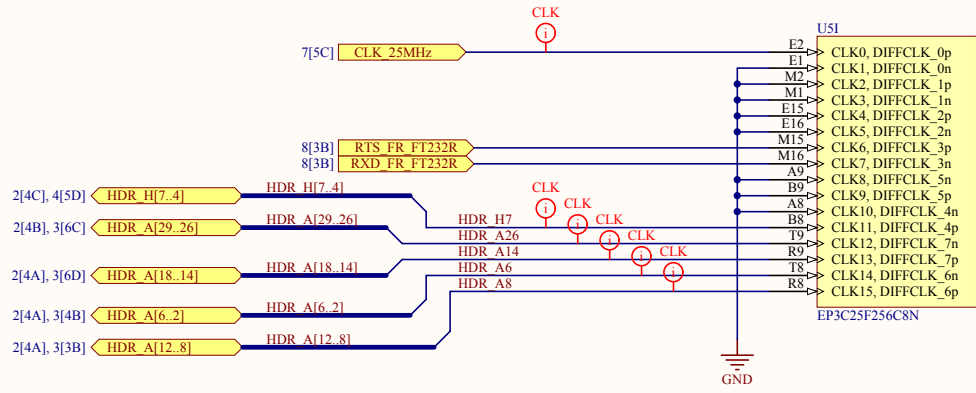 CLK
U5I
7[5C] CLK_25MHz E2 CLK0, DIFFCLK_0p
E1 CLK1, DIFFCLK_0n
M2 CLK2, DIFFCLK_1p
M1 CLK3, DIFFCLK_1n
E15 CLK4, DIFFCLK_2p
E16 CLK5, DIFFCLK_2n
8[3B] RTS_FR_FT232R M15 CLK6, DIFFCLK_3p
8[3B] RXD_FR_FT232R M16 CLK7, DIFFCLK_3n
A9 CLK8, DIFFCLK_5n
2[4C], 4[5D] HDR_H[7..4] HDR_H[7..4] CLK B9 CLK9, DIFFCLK_5p
A8 CLK10, DIFFCLK_4n
2[4B], 3[6C] HDR_A[29..26] HDR_A[29..26] HDR_H7 CLK B8 CLK11, DIFFCLK_4p
HDR_A26 CLK T9 CLK12, DIFFCLK_7n
HDR_A14 CLK R9 CLK13, DIFFCLK_7p
2[4A], 3[6D] HDR_A[18..14] HDR_A[18..14] HDR_A6 CLK T8 CLK14, DIFFCLK_6n
HDR_A8 R8 CLK15, DIFFCLK_6p
2[4A], 3[4B] HDR_A[6..2] HDR_A[6..2] EP3C25F256C8N
2[4A], 3[3B] HDR_A[12..8] HDR_A[12..8]
GND